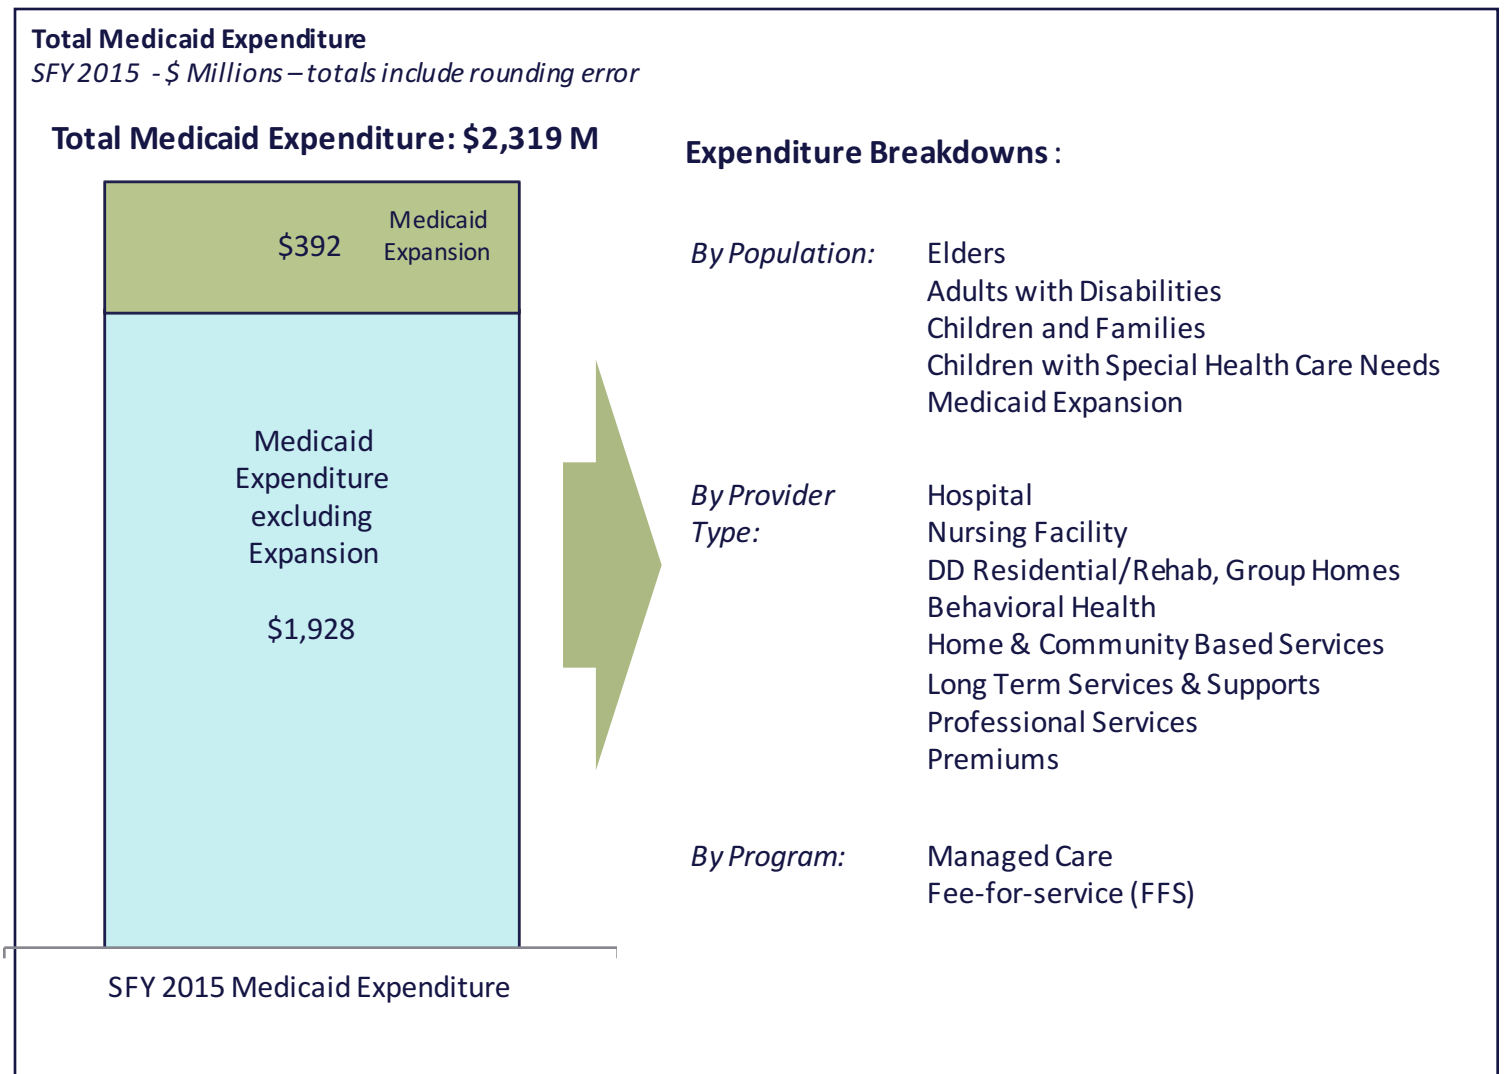 Total Medicaid Expenditure
SFY 2015 - $ Millions – totals include rounding error
Total Medicaid Expenditure: $2,319 M
$392
Medicaid
Expansion
Medicaid
Expenditure
excluding
Expansion
$1,928
SFY 2015 Medicaid Expenditure
Expenditure Breakdowns :
By Population: Elders
Adults with Disabilities
Children and Families
Children with Special Health Care Needs
Medicaid Expansion
By Provider Hospital
Type: Nursing Facility
DD Residential/Rehab, Group Homes
Behavioral Health
Home & Community Based Services
Long Term Services & Supports
Professional Services
Premiums
By Program: Managed Care
Fee-for-service (FFS)